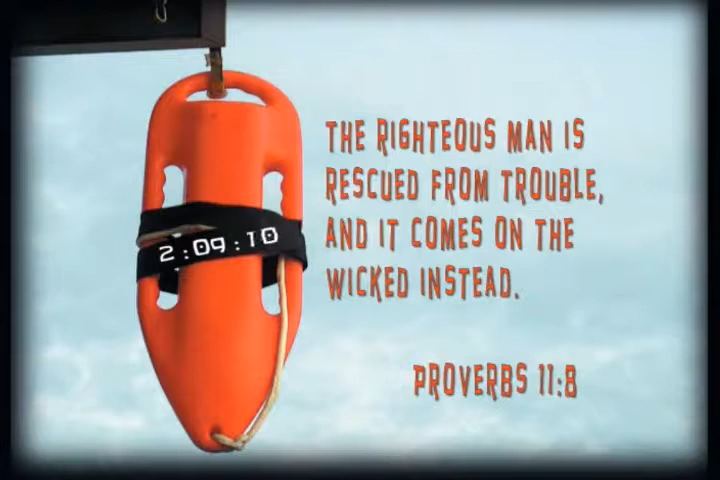 THE RIGHTEOUS MAN IS
RESCUED FROM TROUBLE,
AND IT COMES ON THE
WICKED INSTEAD.
2:09:10
PROVERBS 11:8